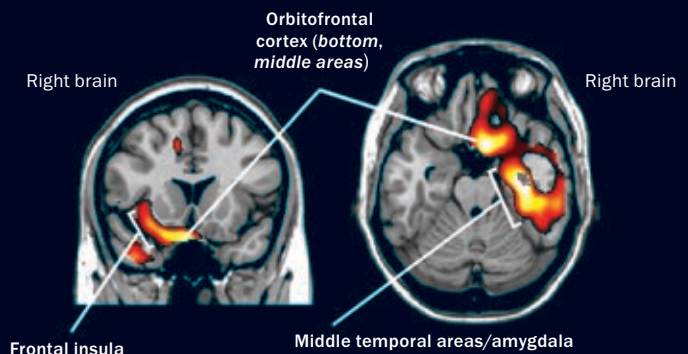 Orbitofrontal
cortex (bottom,
middle areas)
Right brain
Right brain
Frontal insula
Middle temporal areas/amygdala